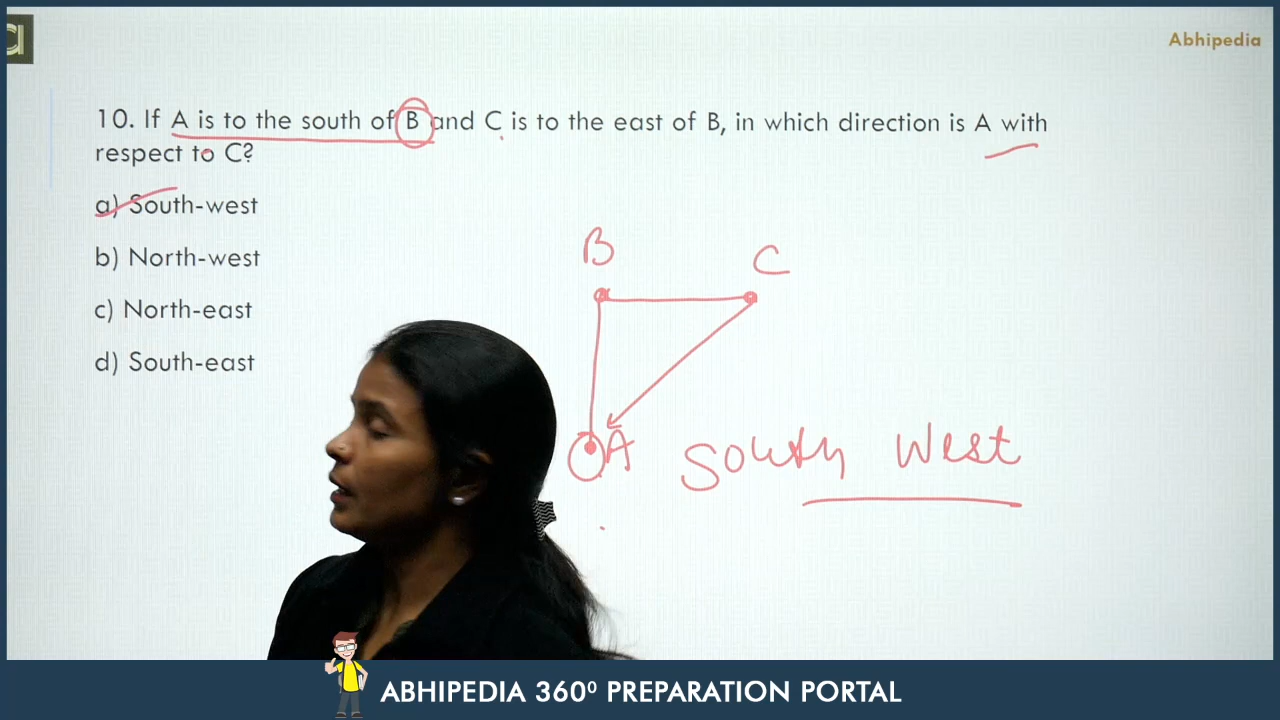 Abhipedia
10. If A is to the south of B and C is to the east of B, in which direction is A with
respect to C?
a) South-west
b) North-west
c) North-east
d) South-east
B
C
A
South West
ABHIPEDIA 360⁰ PREPARATION PORTAL